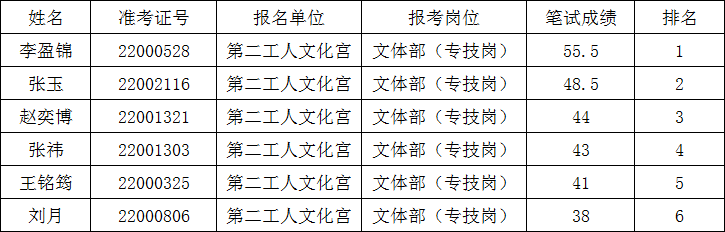 姓名 准考证号 报名单位 报考岗位 笔试成绩 排名
李盈锦 22000528 第二工人文化宫 文体部（专技岗） 55.5 1
张玉 22002116 第二工人文化宫 文体部（专技岗） 48.5 2
赵奕博 22001321 第二工人文化宫 文体部（专技岗） 44 3
张祎 22001303 第二工人文化宫 文体部（专技岗） 43 4
王铭筠 22000325 第二工人文化宫 文体部（专技岗） 41 5
刘月 22000806 第二工人文化宫 文体部（专技岗） 38 6